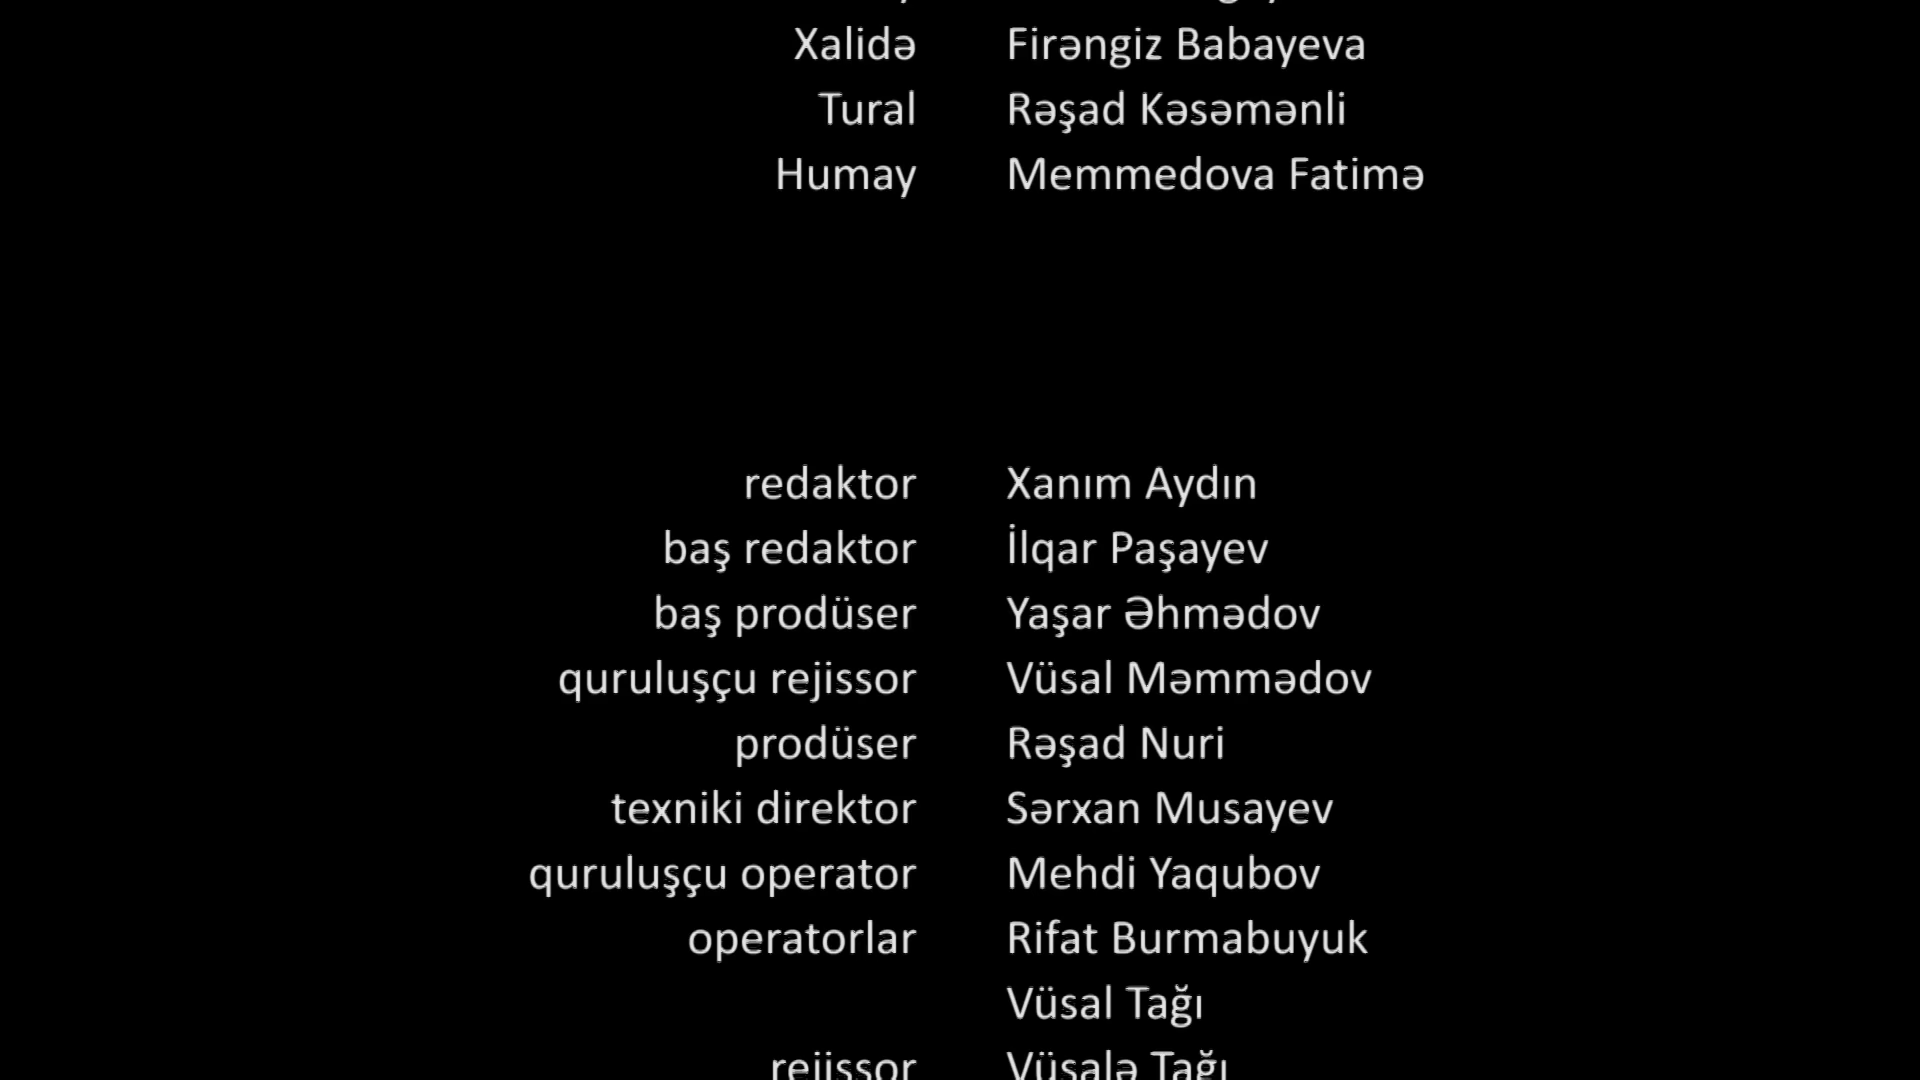 Xalidə Firəngiz Babayeva
Tural Rəşad Kəsəmənli
Humay Memmedova Fatimə
redaktor Xanım Aydın
baş redaktor İlqar Paşayev
baş prodüser Yaşar Əhmədov
quruluşçu rejissor Vüsal Məmmədov
prodüser Rəşad Nuri
texniki direktor Sərxan Musayev
quruluşçu operator Mehdi Yaqubov
operatorlar Rifat Burmabuyuk
Vüsal Tağı
rejissor Vüsalə Tağı